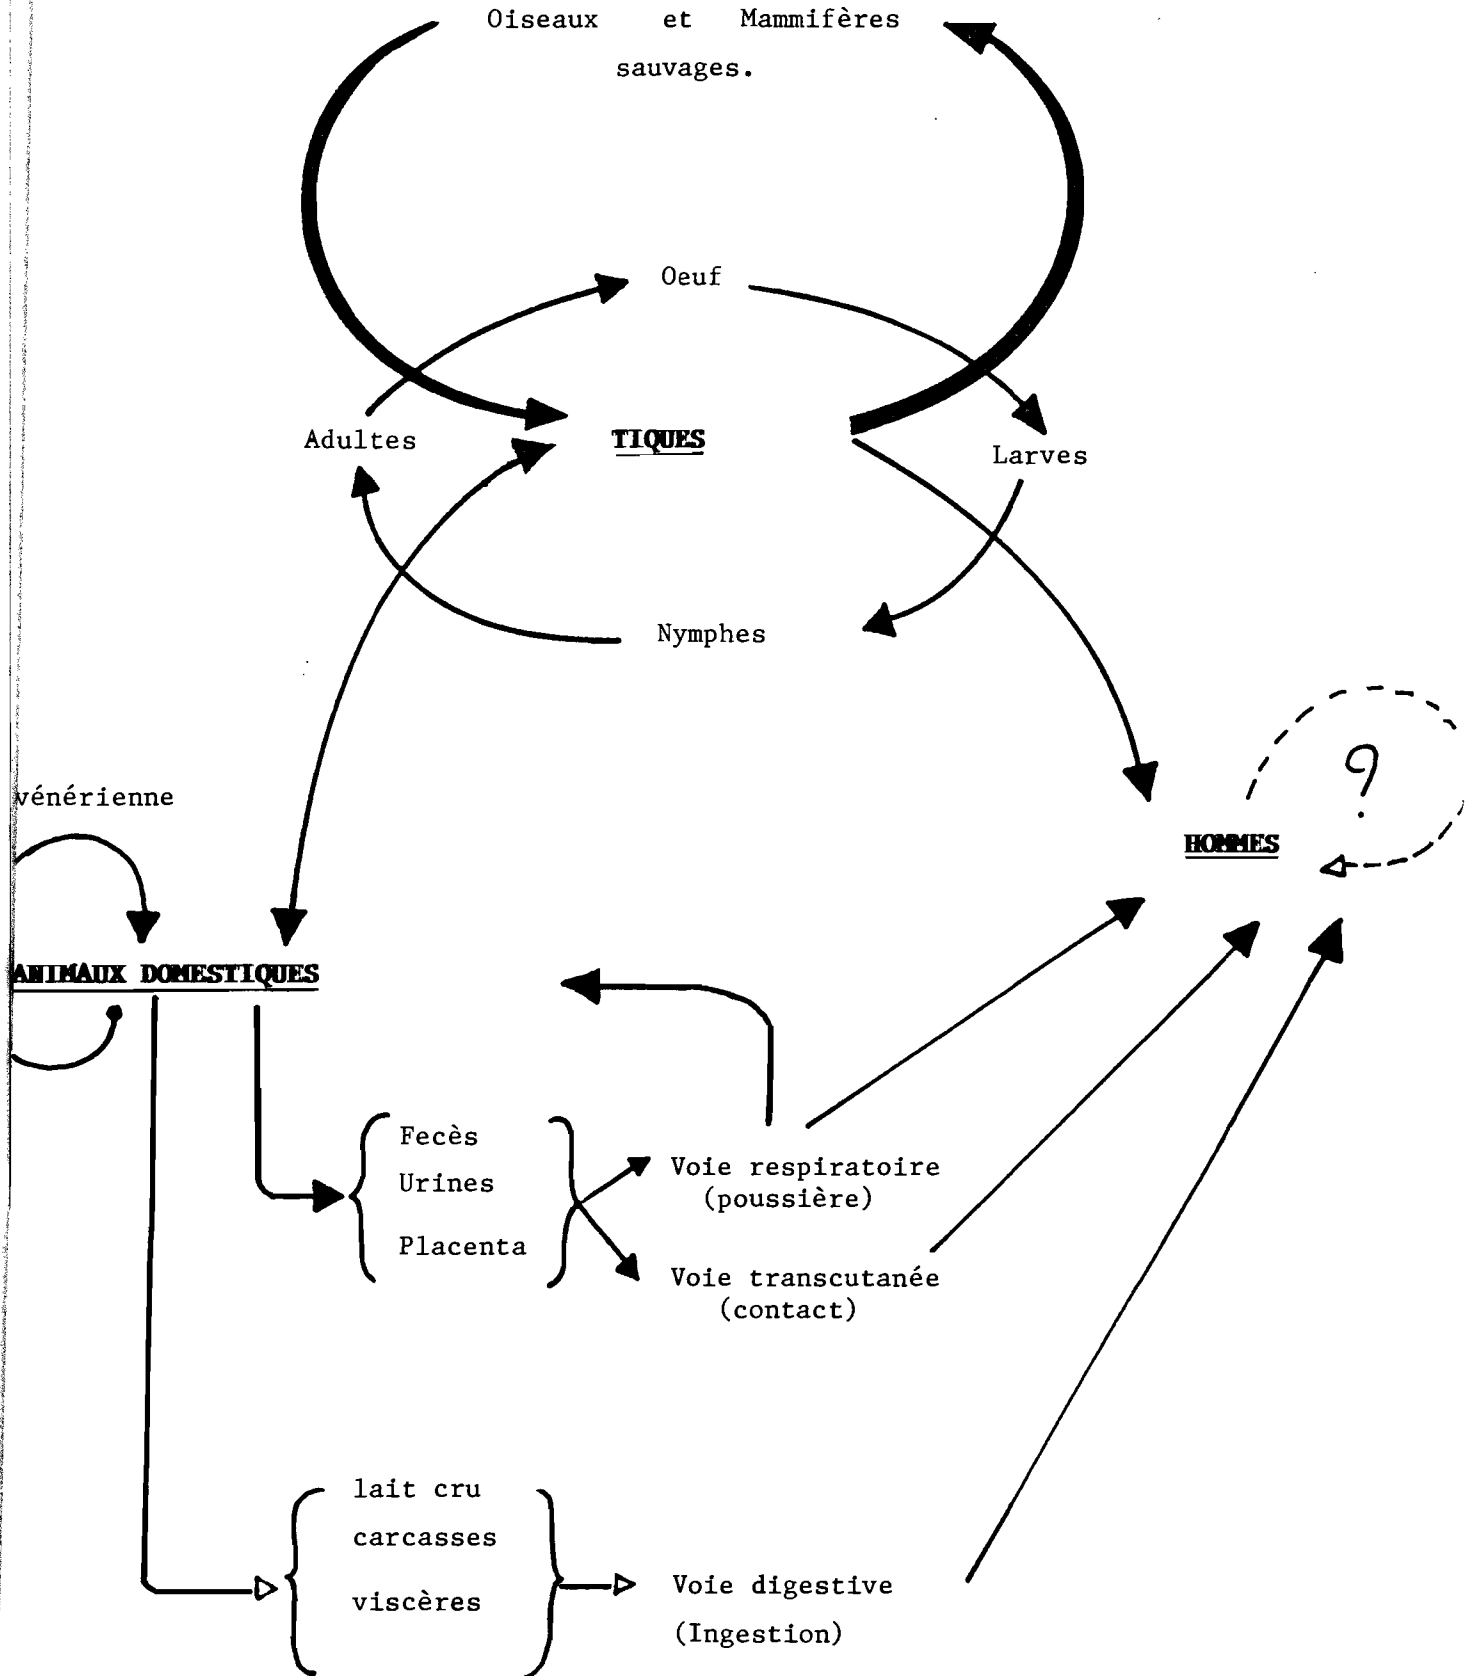 Oiseaux et Mammifères
sauvages.
Oeuf
Adultes
TIQUES
Larves
Nymphes
?
vénérienne
HOMMES
ANIMAUX DOMESTIQUES
Fecès
Urines
Placenta
Voie respiratoire
(poussière)
Voie transcutanée
(contact)
lait cru
carcasses
viscères
Voie digestive
(Ingestion)